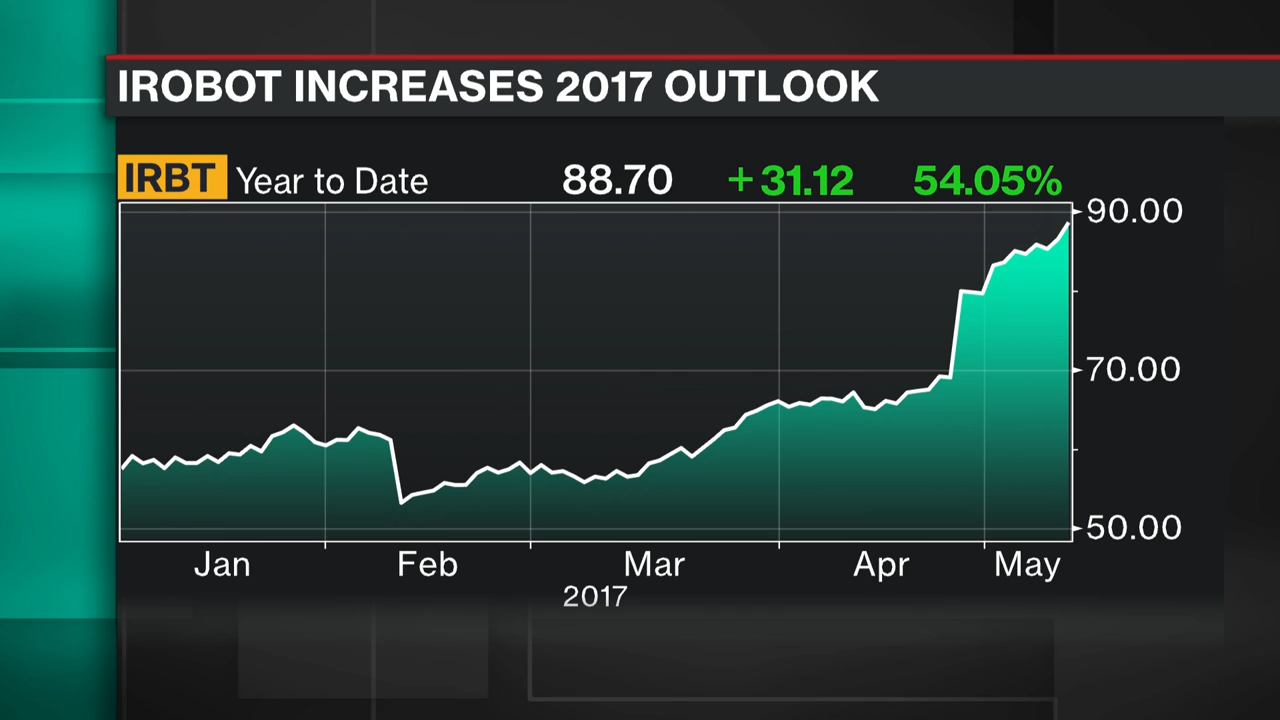 IROBOT INCREASES 2017 OUTLOOK
IRBT Year to Date 88.70 +31.12 54.05%
90.00
70.00
50.00
Jan Feb Mar Apr May
2017